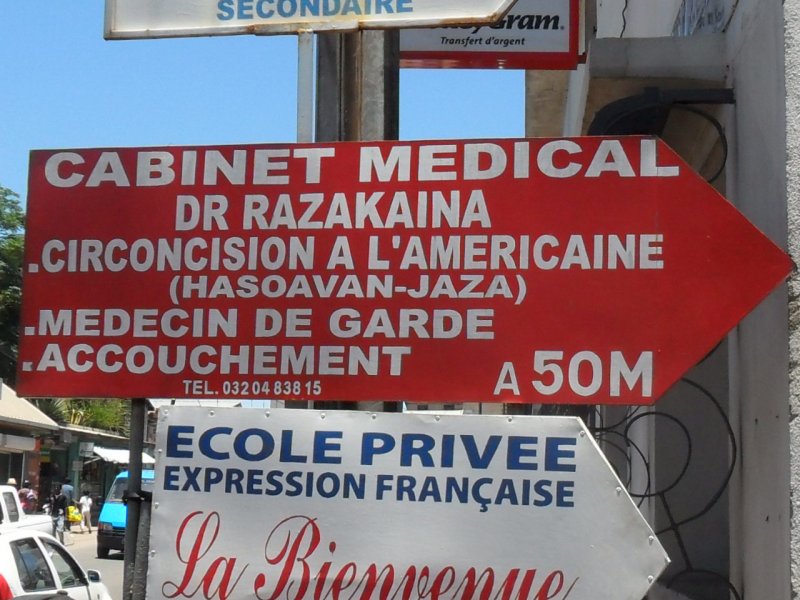 SECONDAIRE
Gram
Transfert d'argent
CABINET MEDICAL
DR RAZAKAINA
.CIRCONCISION A L'AMERICAINE
(HASOAVAN-JAZA)
.MEDECIN DE GARDE
.ACCOUCHEMENT
A 50M
TEL. 032 04 838 15
ECOLE PRIVEE
EXPRESSION FRANÇAISE
La Bienvenue